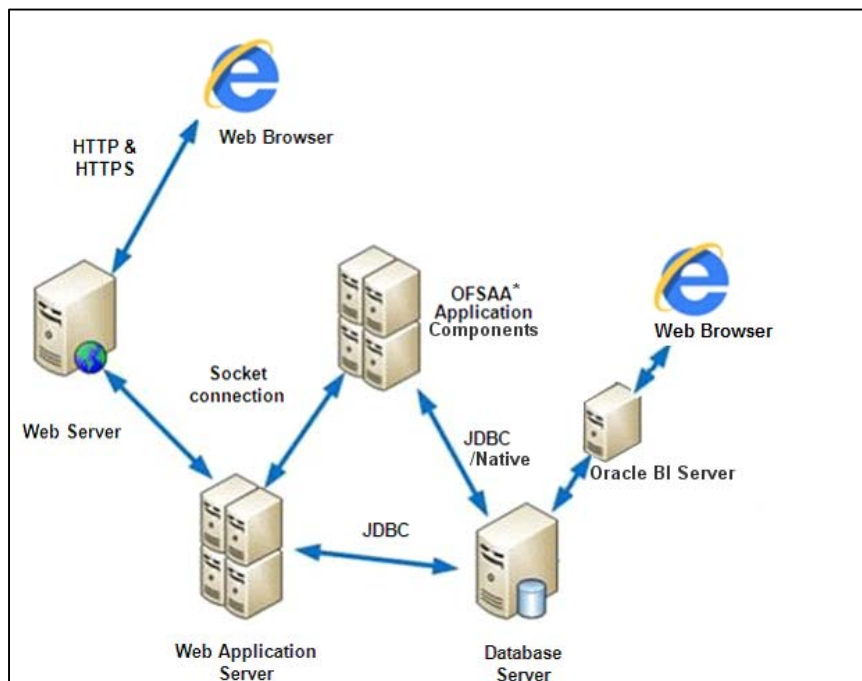 Web Browser
HTTP &
HTTPS
OFSAA*
Application
Components
Web Browser
Socket
connection
Web Server
JDBC
/Native
Oracle BI Server
JDBC
Web Application
Server
Database
Server